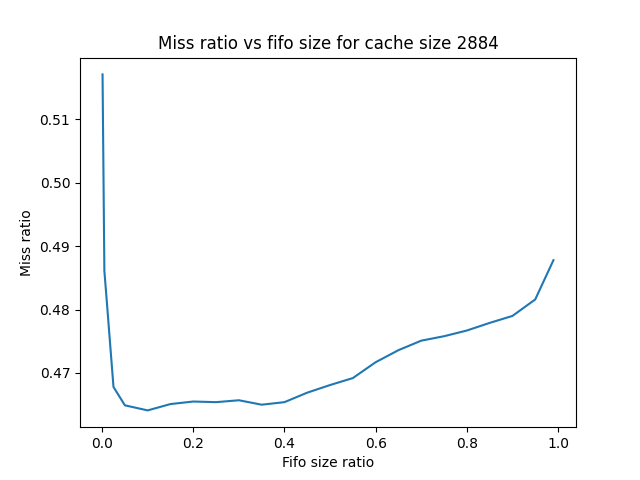 Miss ratio vs fifo size for cache size 2884
0.51
0.50
0.49
0.48
0.47
Miss ratio
0.0 0.2 0.4 0.6 0.8 1.0
Fifo size ratio